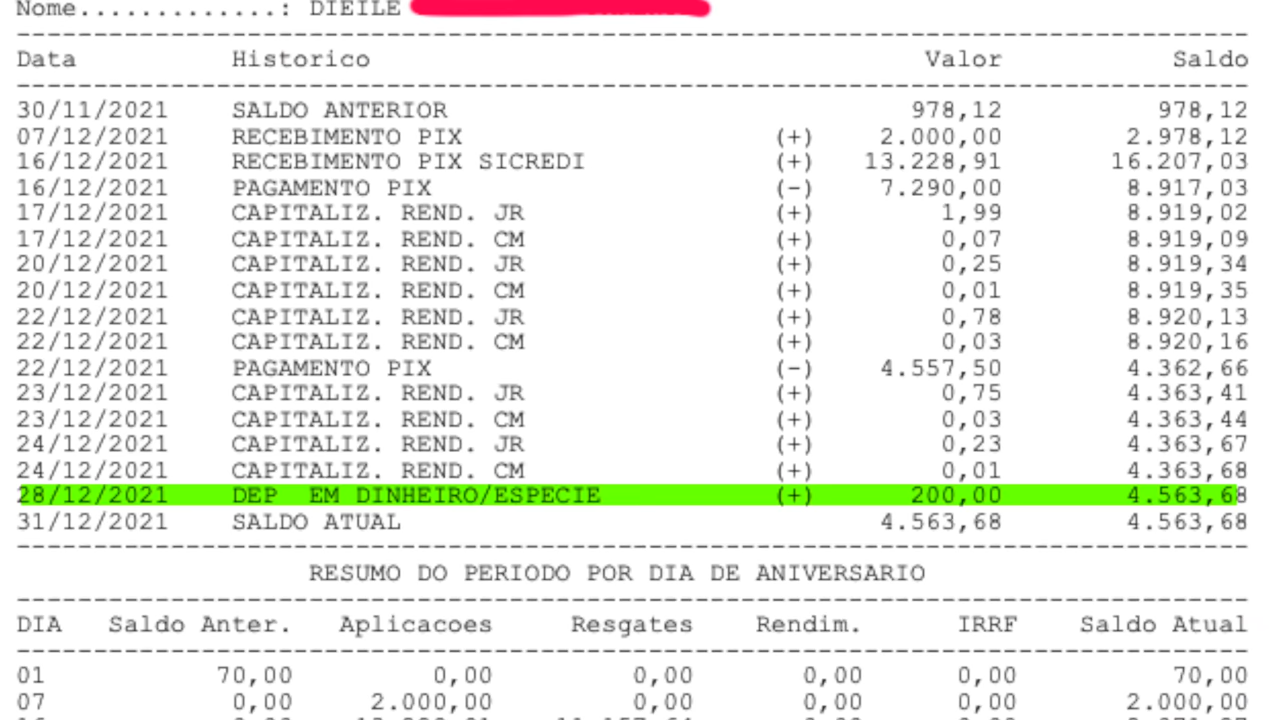 Nome.............: DIEILE
Data Historico Valor Saldo
30/11/2021 SALDO ANTERIOR 978,12 978,12
07/12/2021 RECEBIMENTO PIX (+) 2.000,00 2.978,12
16/12/2021 RECEBIMENTO PIX SICREDI (+) 13.228,91 16.207,03
16/12/2021 PAGAMENTO PIX (-) 7.290,00 8.917,03
17/12/2021 CAPITALIZ. REND. JR (+) 1,99 8.919,02
17/12/2021 CAPITALIZ. REND. CM (+) 0,07 8.919,09
20/12/2021 CAPITALIZ. REND. JR (+) 0,25 8.919,34
20/12/2021 CAPITALIZ. REND. CM (+) 0,01 8.919,35
22/12/2021 CAPITALIZ. REND. JR (+) 0,78 8.920,13
22/12/2021 CAPITALIZ. REND. CM (+) 0,03 8.920,16
22/12/2021 PAGAMENTO PIX (-) 4.557,50 4.362,66
23/12/2021 CAPITALIZ. REND. JR (+) 0,75 4.363,41
23/12/2021 CAPITALIZ. REND. CM (+) 0,03 4.363,44
24/12/2021 CAPITALIZ. REND. JR (+) 0,23 4.363,67
24/12/2021 CAPITALIZ. REND. CM (+) 0,01 4.363,68
28/12/2021 DEP EM DINHEIRO/ESPECIE (+) 200,00 4.563,68
31/12/2021 SALDO ATUAL 4.563,68 4.563,68
RESUMO DO PERIODO POR DIA DE ANIVERSARIO
DIA Saldo Anter. Aplicacoes Resgates Rendim. IRRF Saldo Atual
01 70,00 0,00 0,00 0,00 0,00 70,00
07 0,00 2.000,00 0,00 0,00 0,00 2.000,00